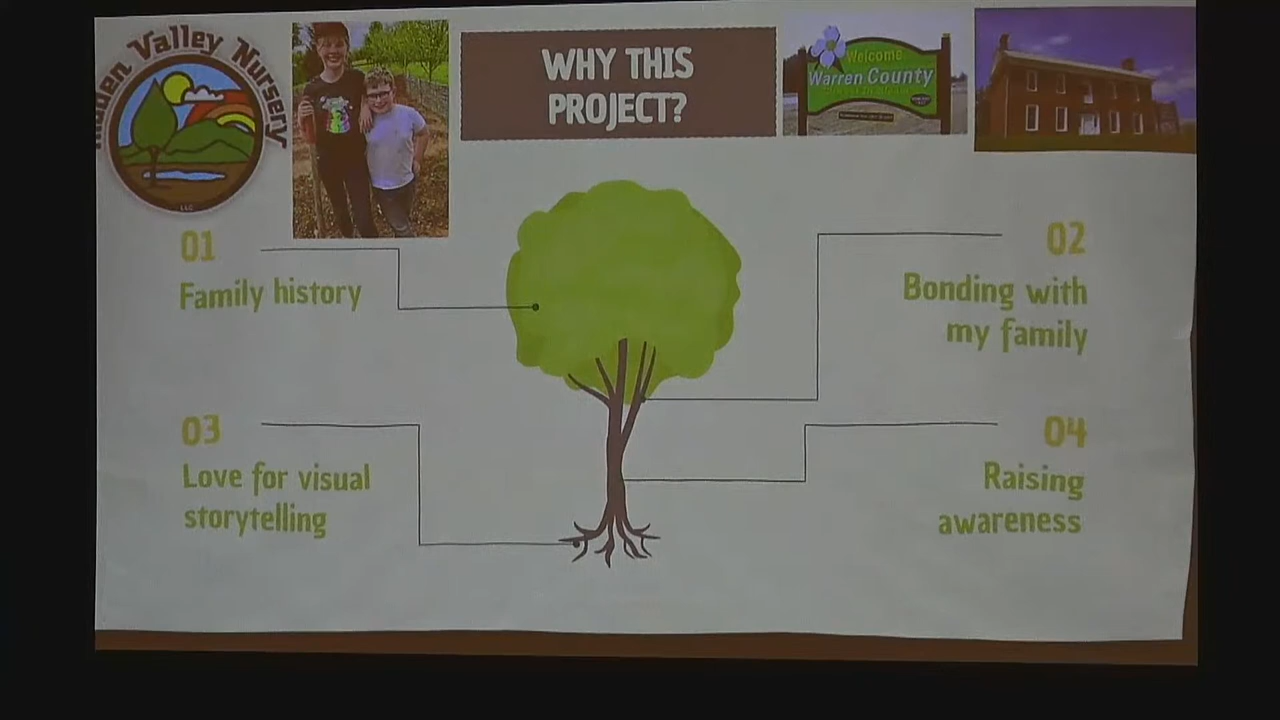 Valley Nursery
LLC
WHY THIS
PROJECT?
Welcome
Warren County
01
Family history
02
Bonding with
my family
03
Love for visual
storytelling
04
Raising
awareness